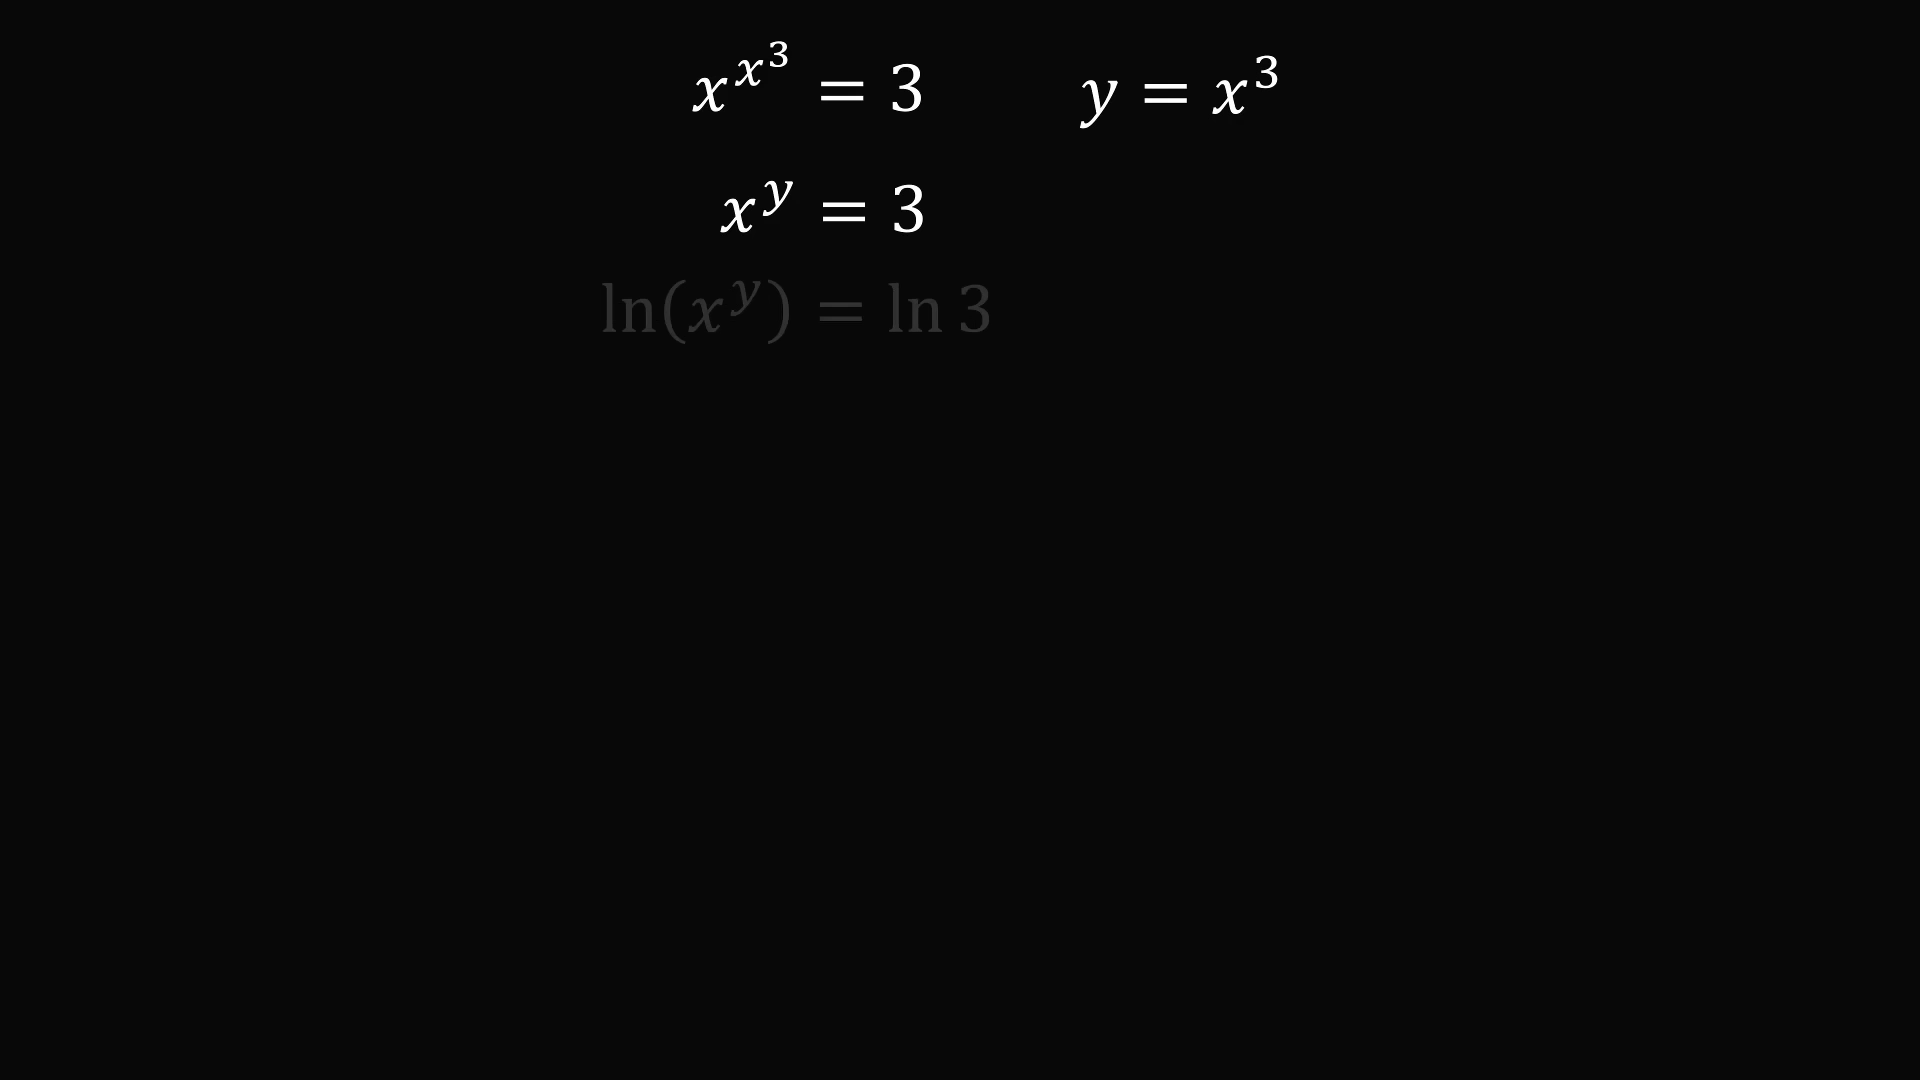 x^{x^3} = 3    y = x^3
x^y = 3
ln(x^y) = ln 3